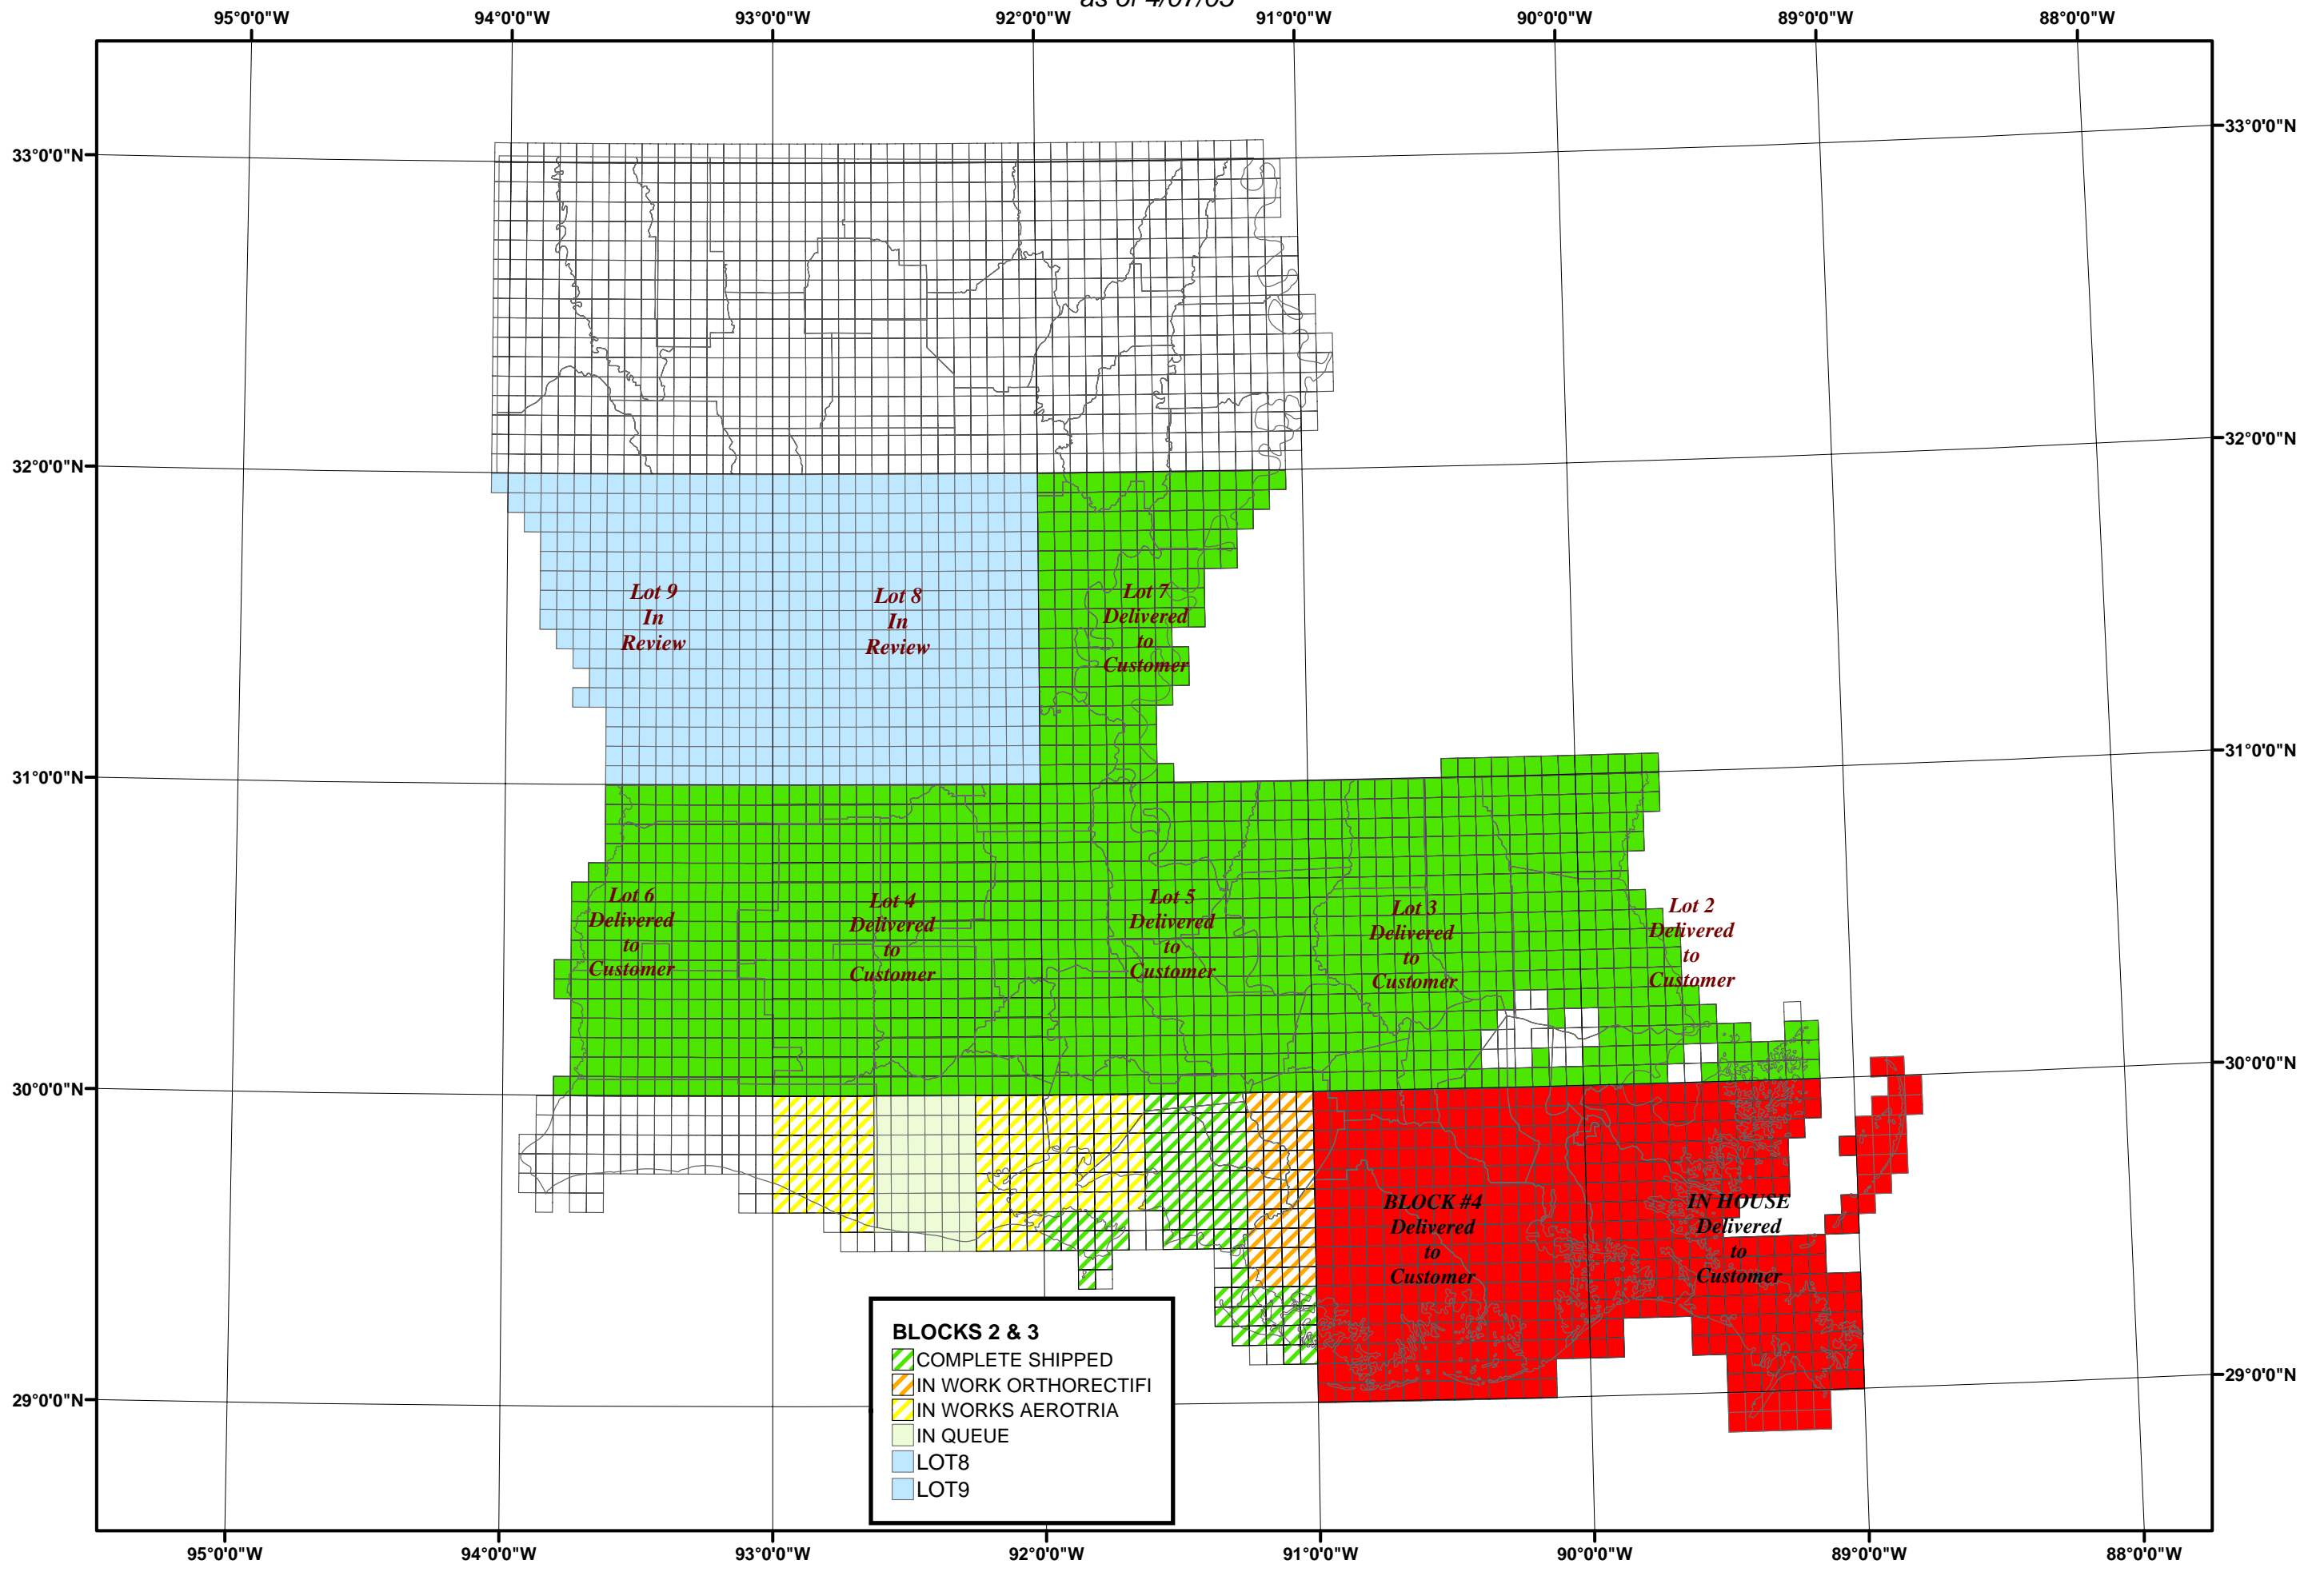 95°0'0"W 94°0'0"W 93°0'0"W 92°0'0"W 91°0'0"W 90°0'0"W 89°0'0"W 88°0'0"W
33°0'0"N 33°0'0"N
32°0'0"N 32°0'0"N
Lot 9
In
Review
Lot 8
In
Review
Lot 7
Delivered
to
Customer
31°0'0"N 31°0'0"N
Lot 6
Delivered
to
Customer
Lot 4
Delivered
to
Customer
Lot 5
Delivered
to
Customer
Lot 3
Delivered
to
Customer
Lot 2
Delivered
to
Customer
30°0'0"N 30°0'0"N
BLOCK #4
Delivered
to
Customer
IN HOUSE
Delivered
to
Customer
29°0'0"N 29°0'0"N
BLOCKS 2 & 3
COMPLETE SHIPPED
IN WORK ORTHORECTIFI
IN WORKS AEROTRIA
IN QUEUE
LOT8
LOT9
95°0'0"W 94°0'0"W 93°0'0"W 92°0'0"W 91°0'0"W 90°0'0"W 89°0'0"W 88°0'0"W